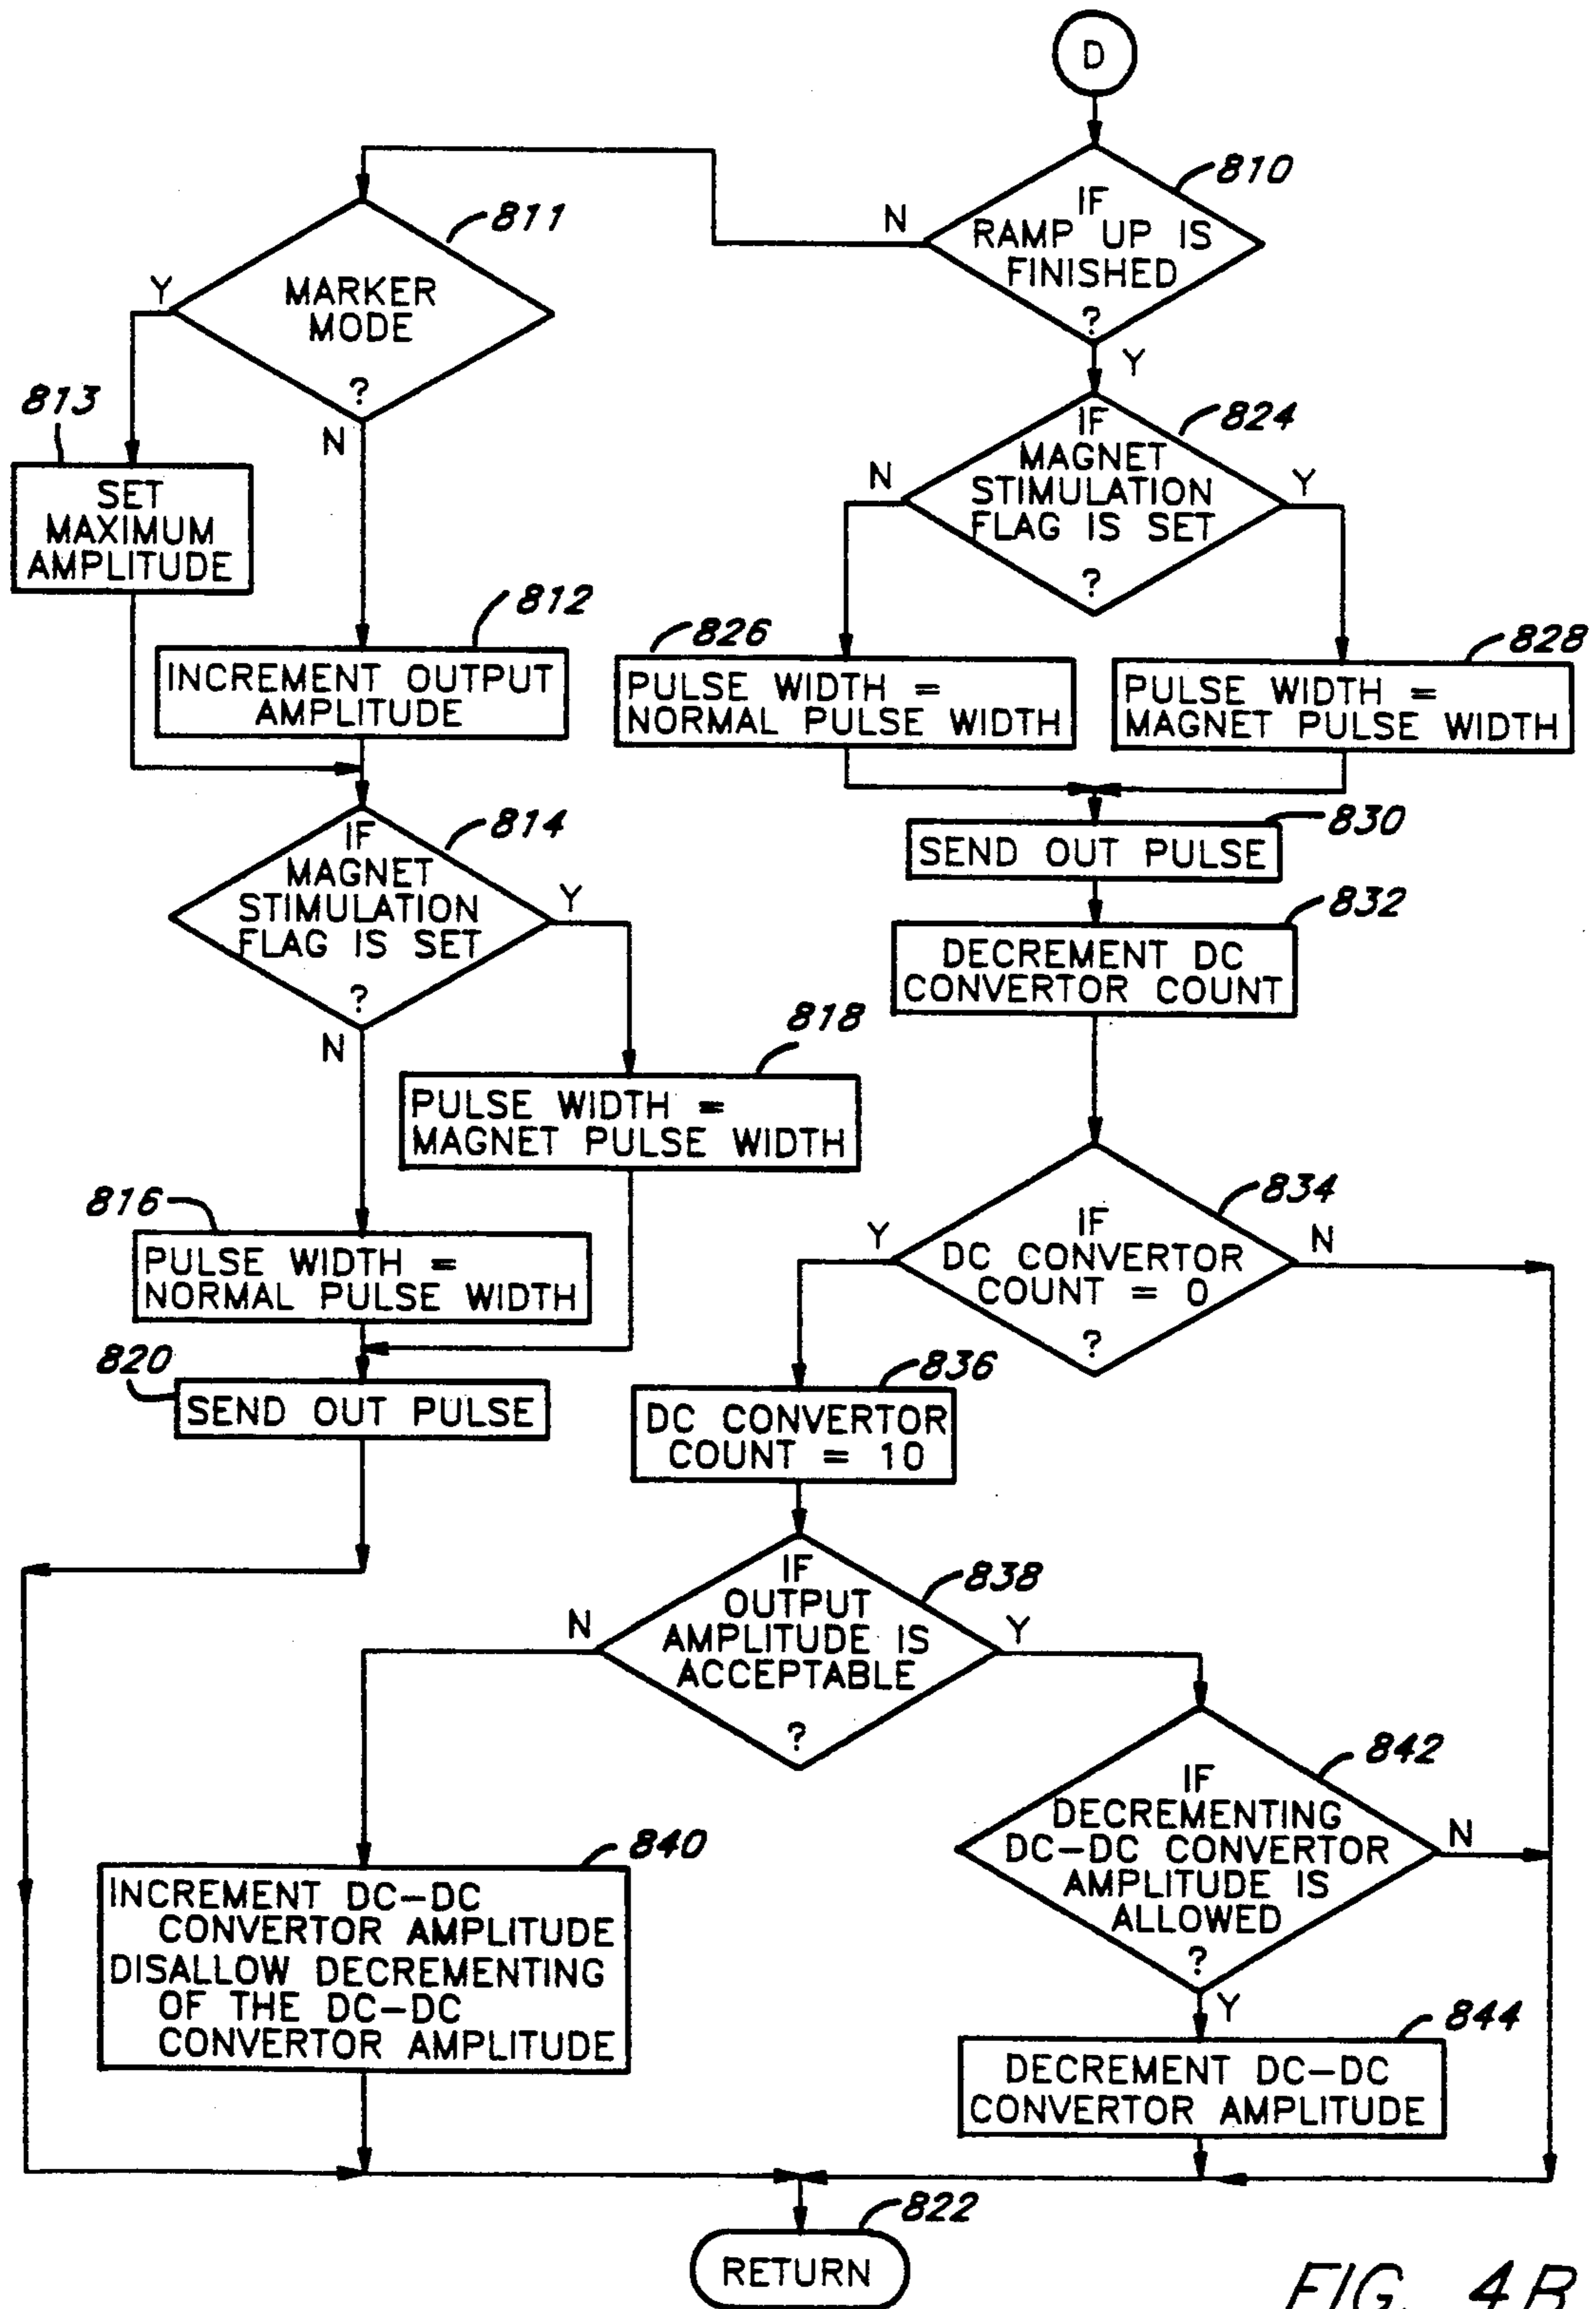 D
810
IF
RAMP UP IS
FINISHED
?
N
Y
811
MARKER
MODE
?
Y
N
813
SET
MAXIMUM
AMPLITUDE
812
INCREMENT OUTPUT
AMPLITUDE
814
IF
MAGNET
STIMULATION
FLAG IS SET
?
Y
N
818
PULSE WIDTH =
MAGNET PULSE WIDTH
816
PULSE WIDTH =
NORMAL PULSE WIDTH
820
SEND OUT PULSE
824
IF
MAGNET
STIMULATION
FLAG IS SET
?
N
Y
826
PULSE WIDTH =
NORMAL PULSE WIDTH
828
PULSE WIDTH =
MAGNET PULSE WIDTH
830
SEND OUT PULSE
832
DECREMENT DC
CONVERTOR COUNT
834
IF
DC CONVERTOR
COUNT = 0
?
Y
N
836
DC CONVERTOR
COUNT = 10
838
IF
OUTPUT
AMPLITUDE IS
ACCEPTABLE
?
N
Y
840
INCREMENT DC-DC
CONVERTOR AMPLITUDE
DISALLOW DECREMENTING
OF THE DC-DC
CONVERTOR AMPLITUDE
842
IF
DECREMENTING
DC-DC CONVERTOR
AMPLITUDE IS
ALLOWED
?
N
Y
844
DECREMENT DC-DC
CONVERTOR AMPLITUDE
822
RETURN
FIG. 4B